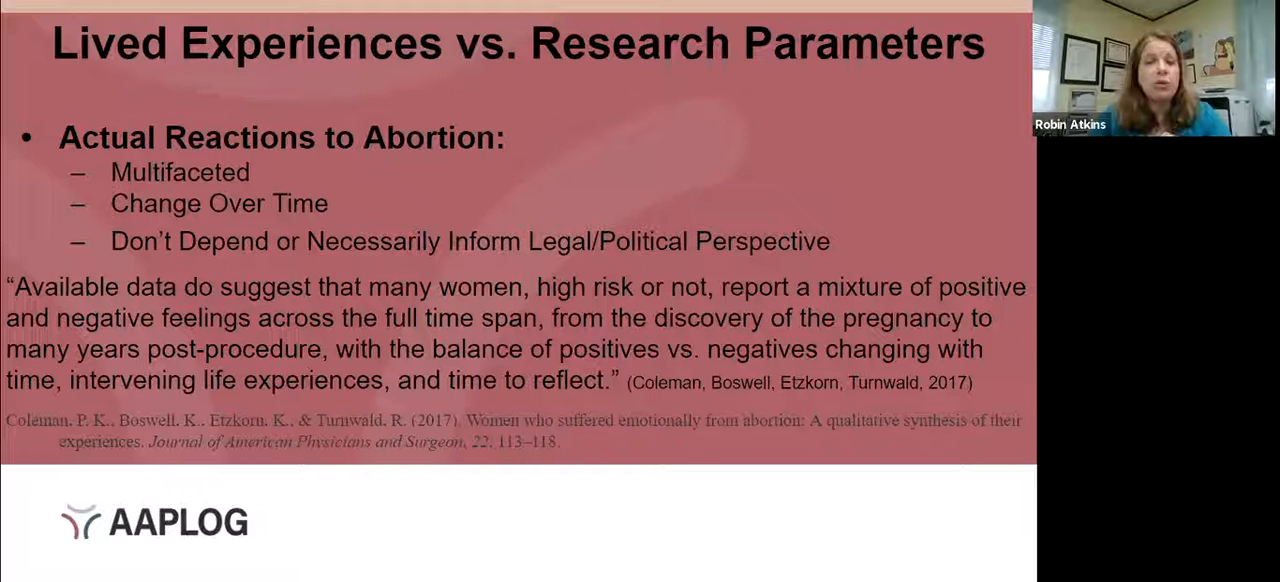 Lived Experiences vs. Research Parameters
Robin Atkins
• Actual Reactions to Abortion:
– Multifaceted
– Change Over Time
– Don’t Depend or Necessarily Inform Legal/Political Perspective
“Available data do suggest that many women, high risk or not, report a mixture of positive
and negative feelings across the full time span, from the discovery of the pregnancy to
many years post-procedure, with the balance of positives vs. negatives changing with
time, intervening life experiences, and time to reflect.” (Coleman, Boswell, Etzkorn, Turnwald, 2017)
Coleman, P. K., Boswell, K., Etzkorn, K., & Turnwald, R. (2017). Women who suffered emotionally from abortion: A qualitative synthesis of their
experiences. Journal of American Physicians and Surgeon, 22, 113–118.
AAPLOG